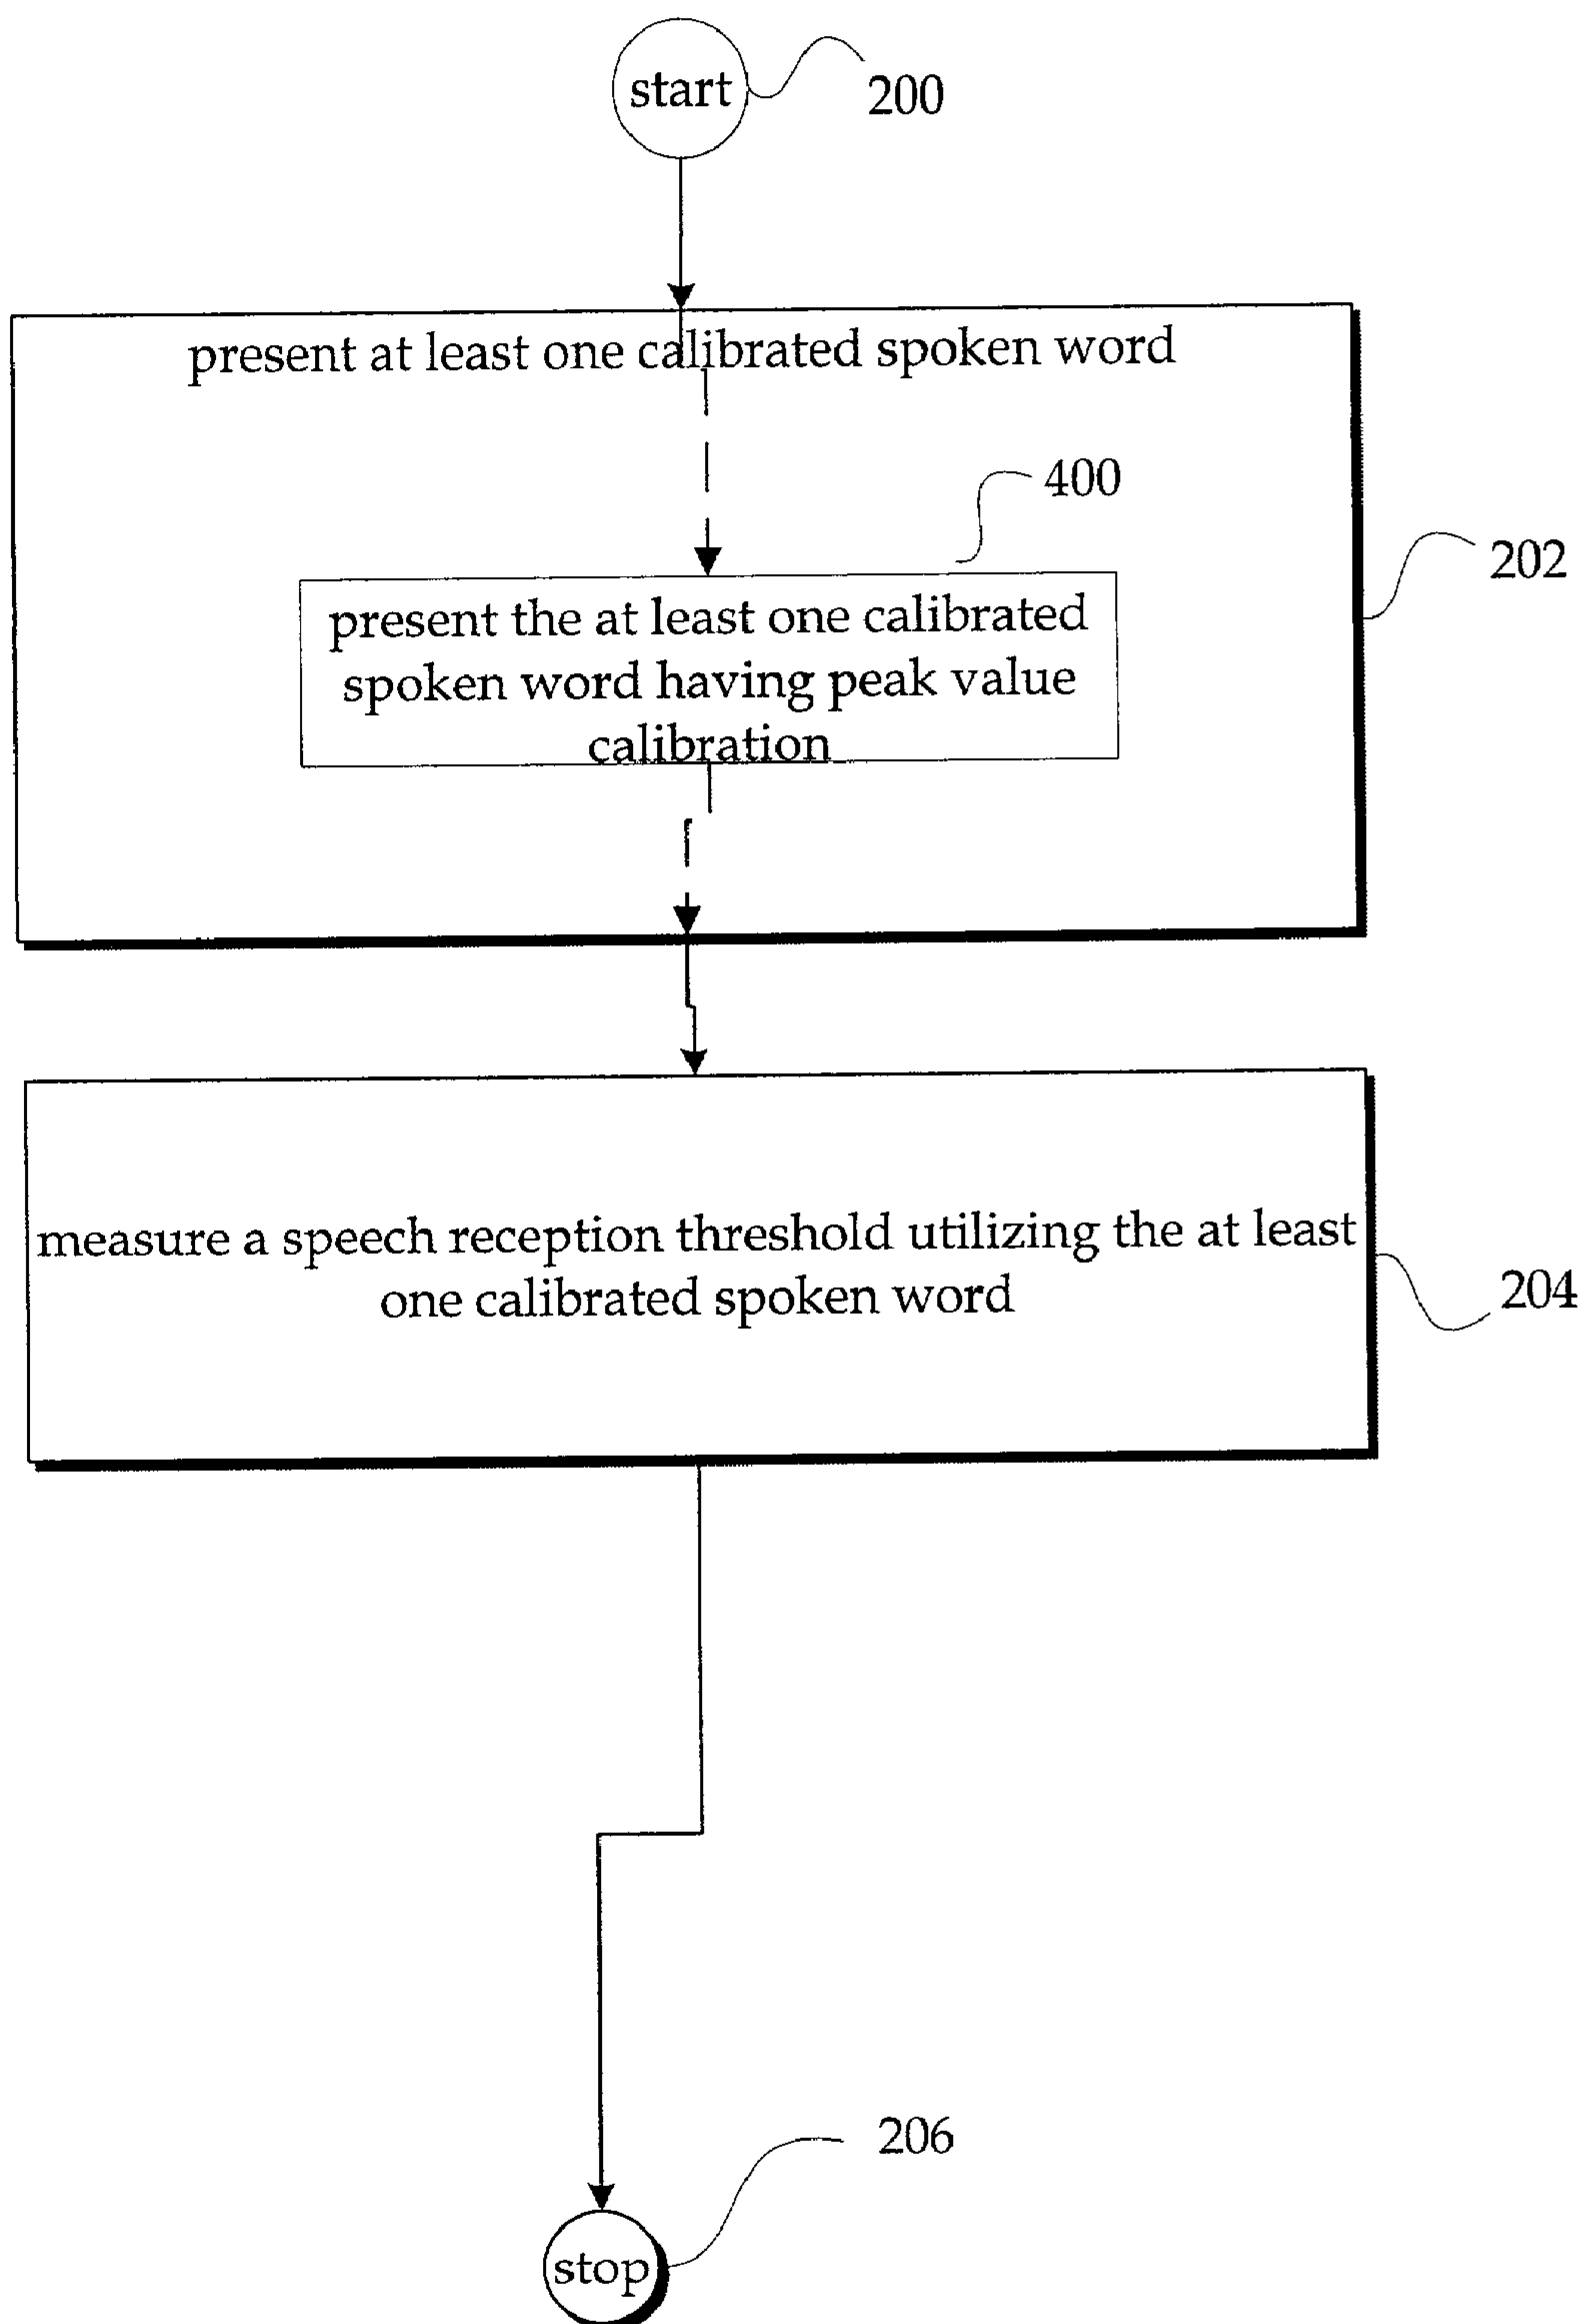 start
200
present at least one calibrated spoken word
400
202
present the at least one calibrated
spoken word having peak value
calibration
measure a speech reception threshold utilizing the at least
one calibrated spoken word
204
206
stop